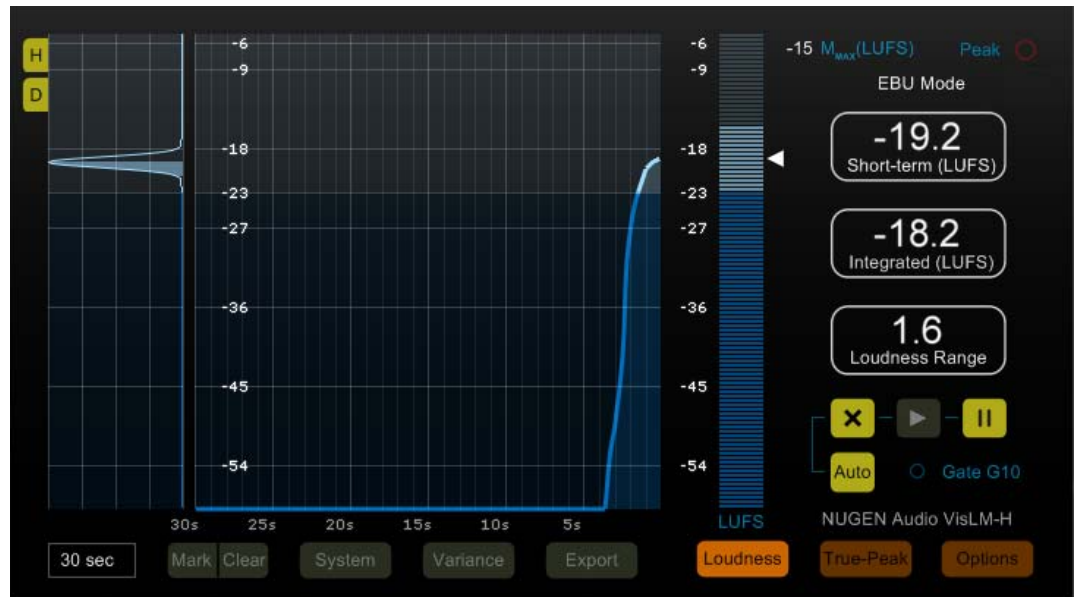 H
D
-6
-9
-18
-23
-27
-36
-45
-54
30s 25s 20s 15s 10s 5s
-6
-9
-18
-23
-27
-36
-45
-54
LUFS
-15 MMAX(LUFS) Peak
EBU Mode
-19.2
Short-term (LUFS)
-18.2
Integrated (LUFS)
1.6
Loudness Range
Auto Gate G10
NUGEN Audio VisLM-H
30 sec Mark Clear System Variance Export Loudness True-Peak Options